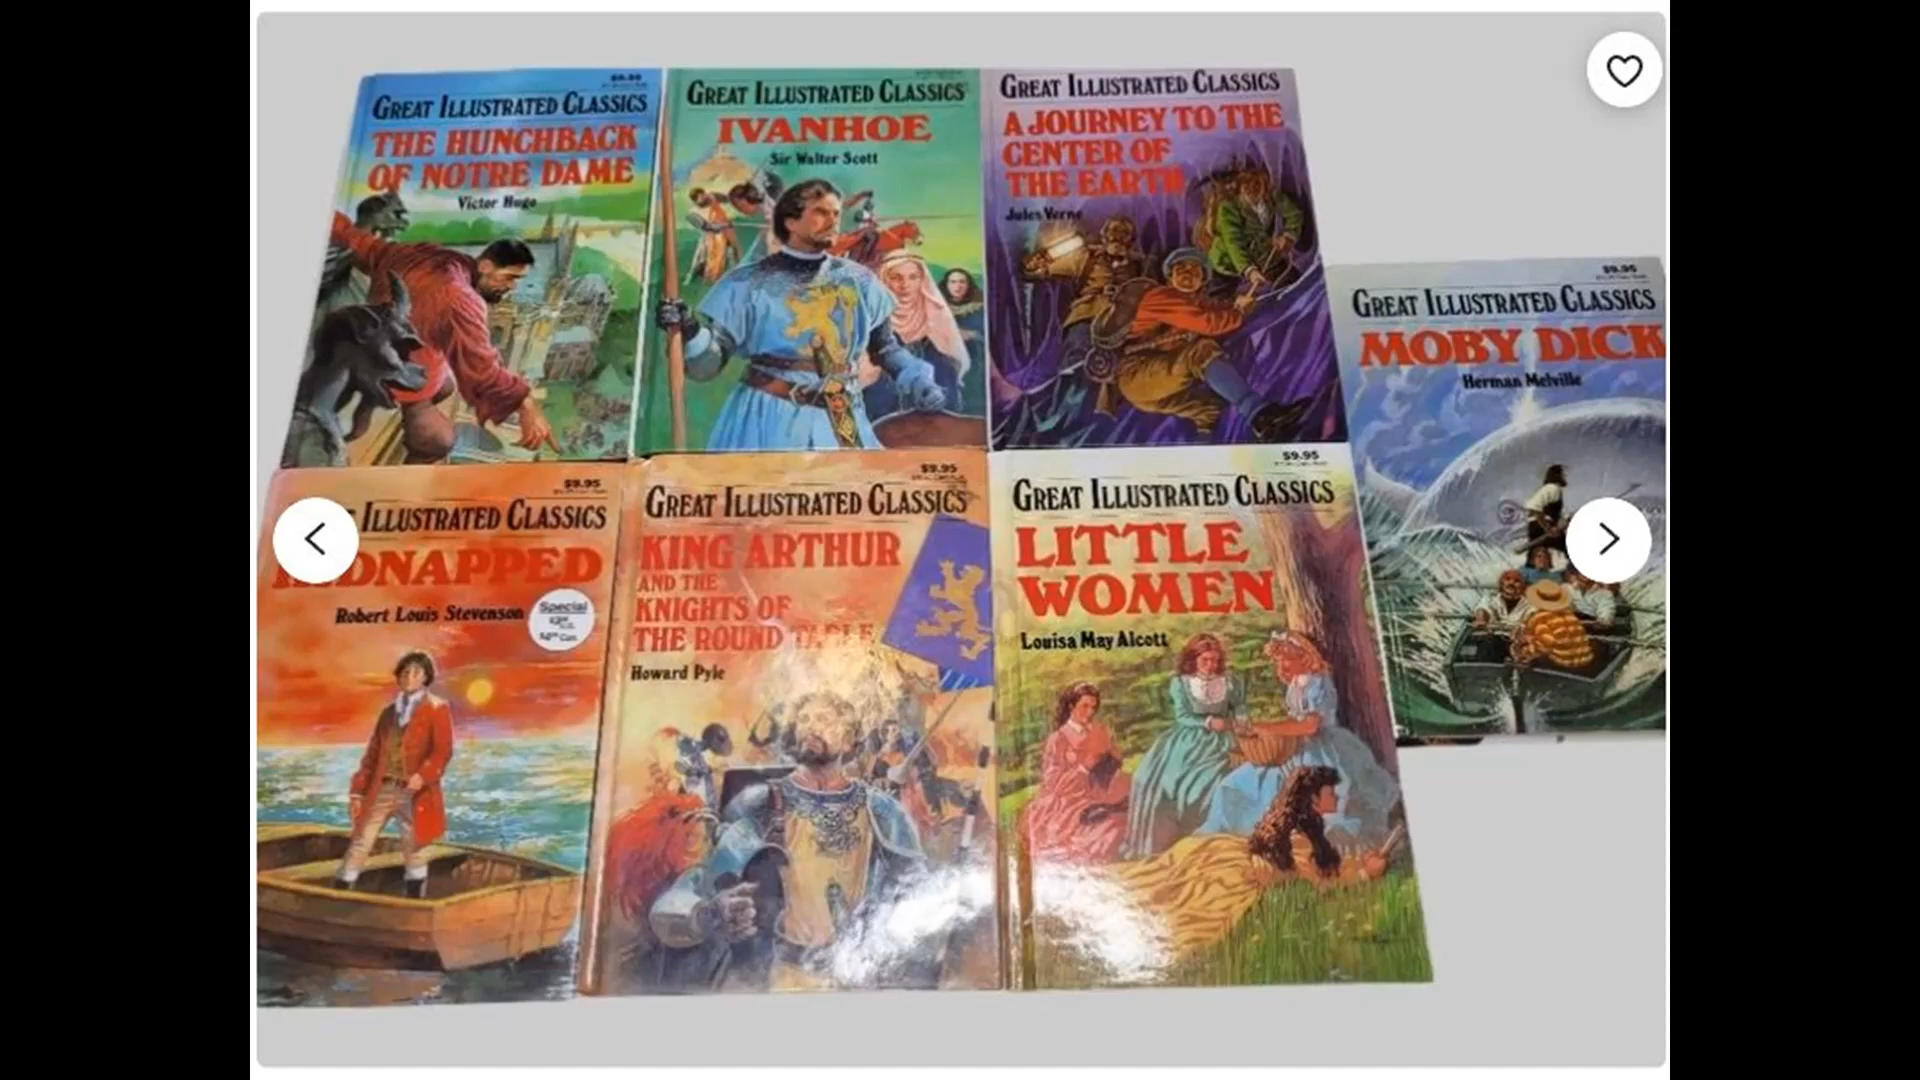 $9.95
GREAT ILLUSTRATED CLASSICS
THE HUNCHBACK
OF NOTRE DAME
Victor Hugo
GREAT ILLUSTRATED CLASSICS
IVANHOE
Sir Walter Scott
GREAT ILLUSTRATED CLASSICS
A JOURNEY TO THE
CENTER OF
THE EARTH
Jules Verne
$9.95
GREAT ILLUSTRATED CLASSICS
MOBY DICK
Herman Melville
$9.95
ILLUSTRATED CLASSICS
DNAPPED
Robert Louis Stevenson
Special
$9.95
GREAT ILLUSTRATED CLASSICS
KING ARTHUR
AND THE
KNIGHTS OF
THE ROUND TABLE
Howard Pyle
$9.95
GREAT ILLUSTRATED CLASSICS
LITTLE
WOMEN
Louisa May Alcott